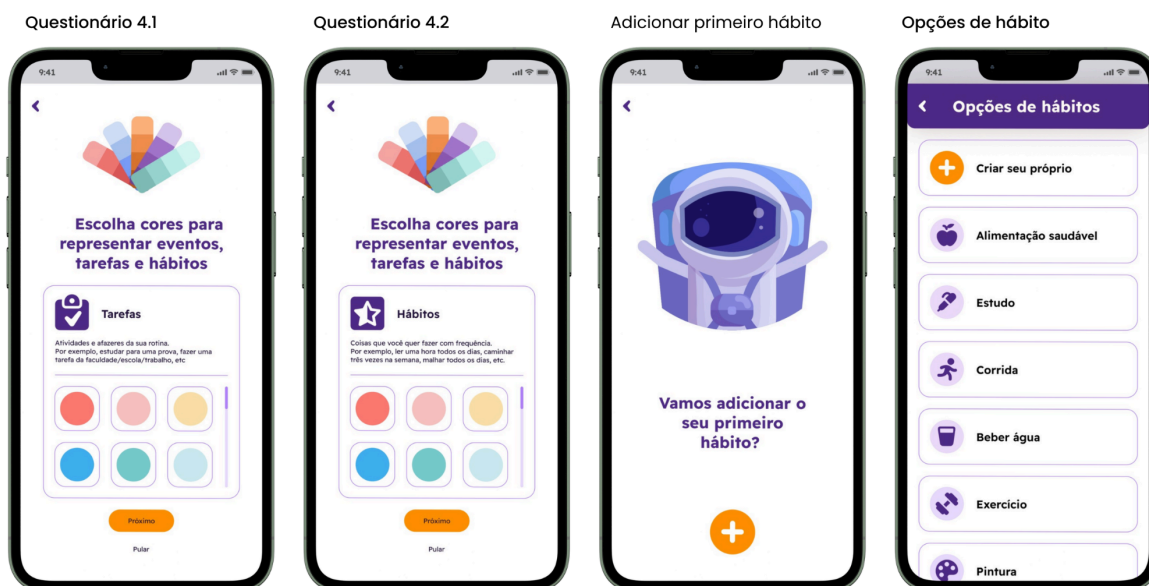 Questionário 4.1
9:41
Escolha cores para
representar eventos,
tarefas e hábitos
Tarefas
Atividades e afazeres da sua rotina.
Por exemplo, estudar para uma prova, fazer uma
tarefa da faculdade/escola/trabalho, etc
Próximo
Pular
Questionário 4.2
9:41
Escolha cores para
representar eventos,
tarefas e hábitos
Hábitos
Coisas que você quer fazer com frequência.
Por exemplo, ler uma hora todos os dias, caminhar
três vezes na semana, malhar todos os dias, etc.
Próximo
Pular
Adicionar primeiro hábito
9:41
Vamos adicionar o
seu primeiro
hábito?
Opções de hábito
9:41
Opções de hábitos
Criar seu próprio
Alimentação saudável
Estudo
Corrida
Beber água
Exercício
Pintura